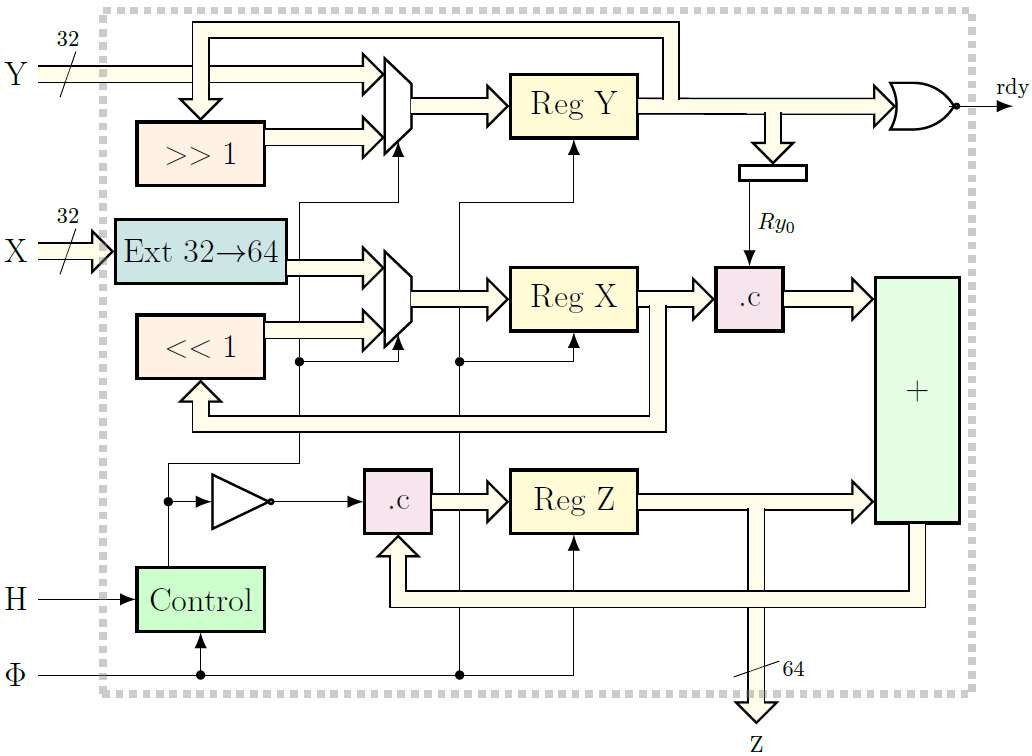 32
Y
rdy
Reg Y
>> 1
32
Ry0
X
Ext 32→64
Reg X
.c
<< 1
+
.c
Reg Z
H
Control
Φ
64
z